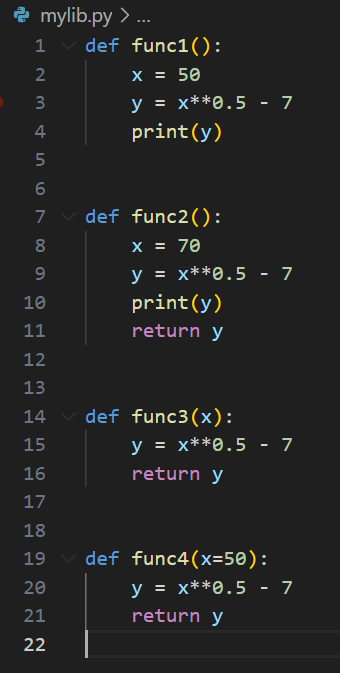 mylib.py > ...
1 def func1():
2     x = 50
3     y = x**0.5 - 7
4     print(y)
5
6
7 def func2():
8     x = 70
9     y = x**0.5 - 7
10     print(y)
11     return y
12
13
14 def func3(x):
15     y = x**0.5 - 7
16     return y
17
18
19 def func4(x=50):
20     y = x**0.5 - 7
21     return y
22